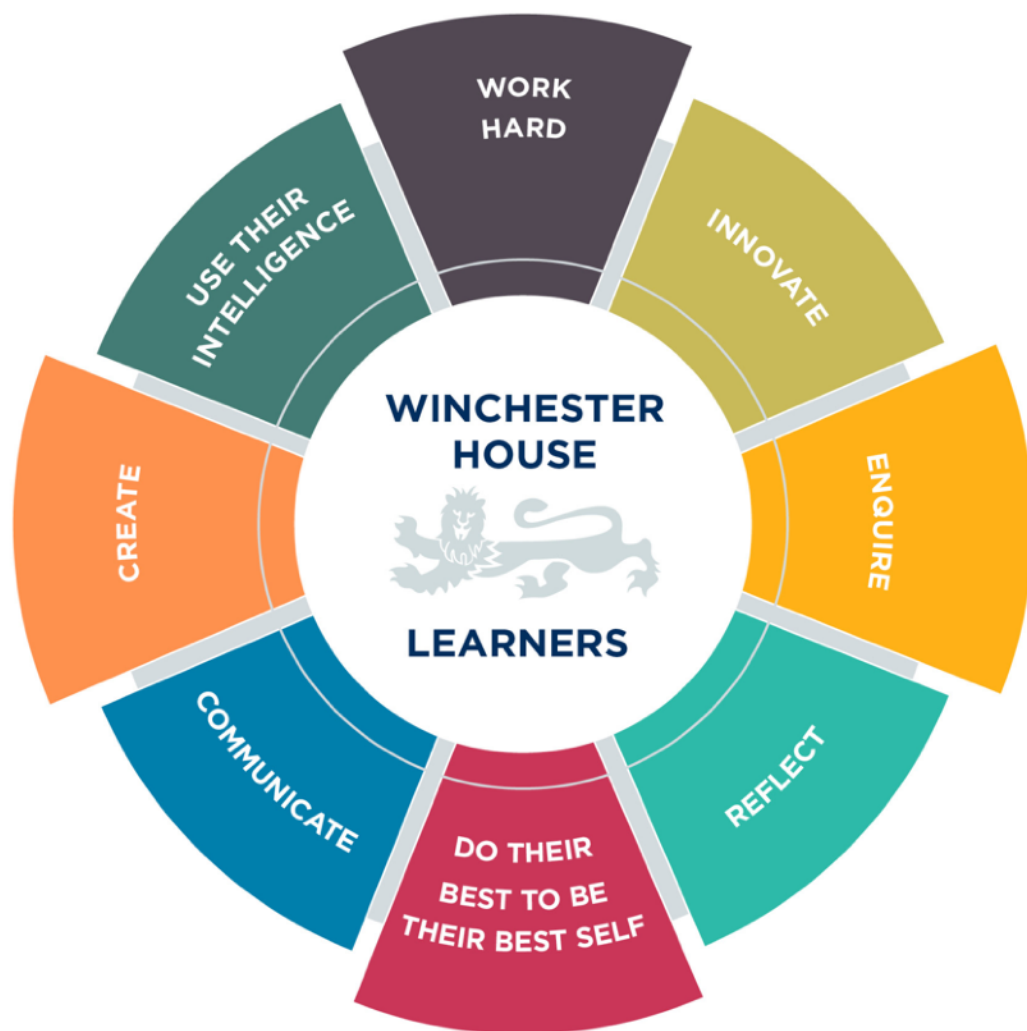 WORK
HARD
INNOVATE
ENQUIRE
REFLECT
DO THEIR
BEST TO BE
THEIR BEST SELF
COMMUNICATE
CREATE
USE THEIR
INTELLIGENCE
WINCHESTER
HOUSE
LEARNERS